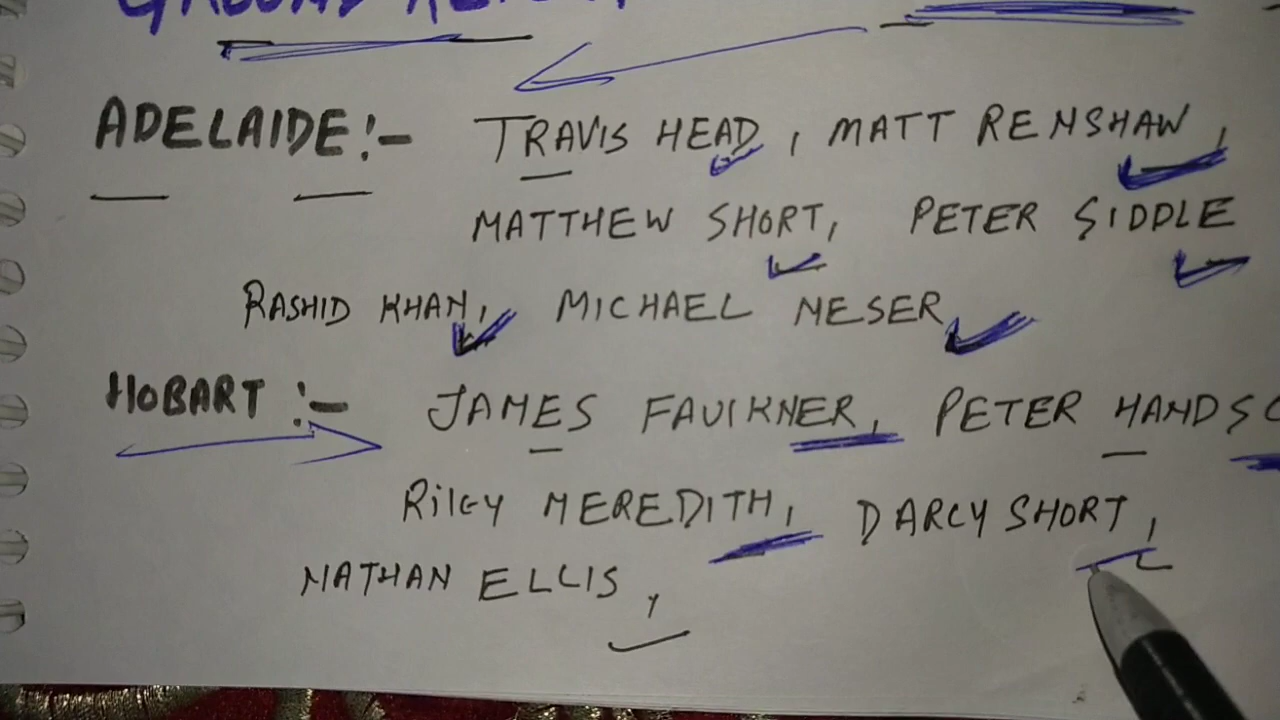 GROUND
ADELAIDE:- TRAVIS HEAD, MATT RENSHAW,
MATTHEW SHORT, PETER SIDDLE
RASHID KHAN, MICHAEL NESER
HOBART:- JAMES FAULKNER, PETER HANDSC
RILEY MEREDITH, DARCY SHORT,
NATHAN ELLIS,